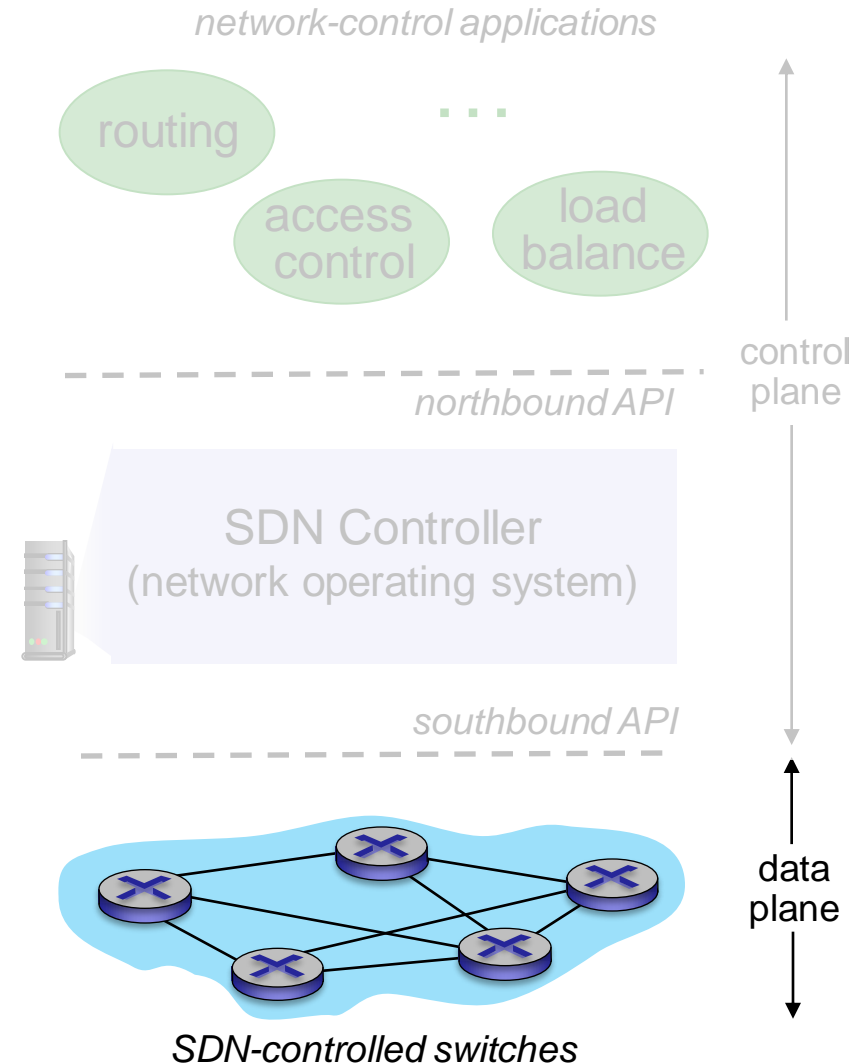 network-control applications
routing
. . .
access
control
load
balance
control
plane
northbound API
SDN Controller
(network operating system)
southbound API
data
plane
SDN-controlled switches